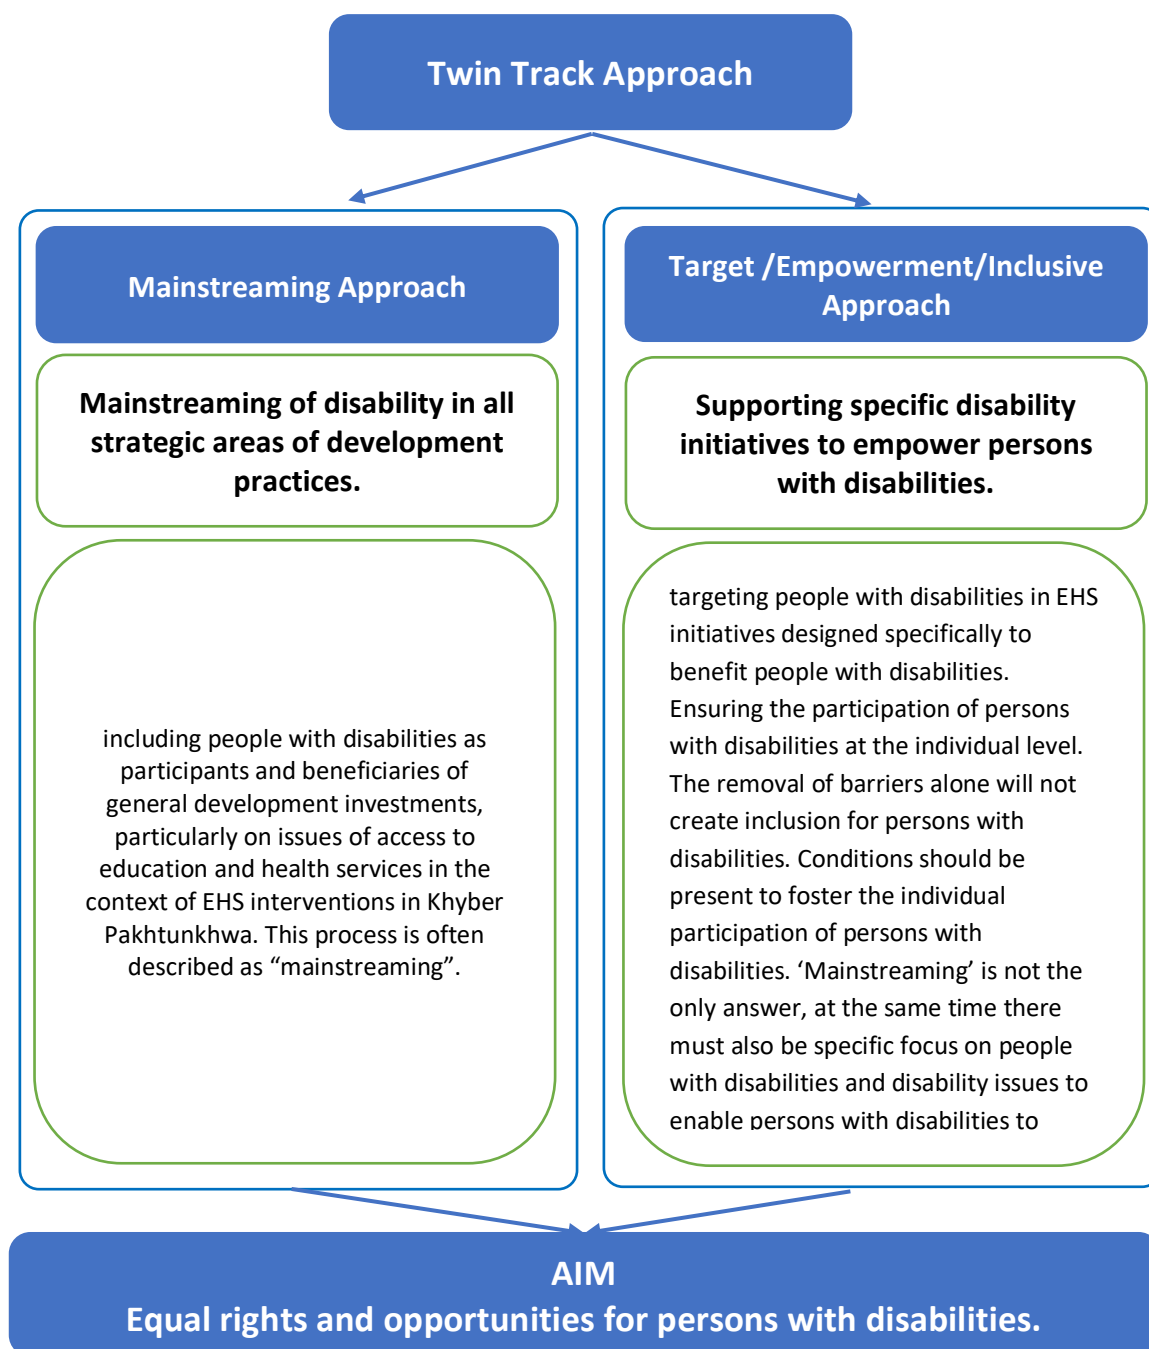 Twin Track Approach
Mainstreaming Approach
Mainstreaming of disability in all
strategic areas of development
practices.
including people with disabilities as
participants and beneficiaries of
general development investments,
particularly on issues of access to
education and health services in the
context of EHS interventions in Khyber
Pakhtunkhwa. This process is often
described as “mainstreaming”.
Target /Empowerment/Inclusive
Approach
Supporting specific disability
initiatives to empower persons
with disabilities.
targeting people with disabilities in EHS
initiatives designed specifically to
benefit people with disabilities.
Ensuring the participation of persons
with disabilities at the individual level.
The removal of barriers alone will not
create inclusion for persons with
disabilities. Conditions should be
present to foster the individual
participation of persons with
disabilities. ‘Mainstreaming’ is not the
only answer, at the same time there
must also be specific focus on people
with disabilities and disability issues to
enable persons with disabilities to
AIM
Equal rights and opportunities for persons with disabilities.